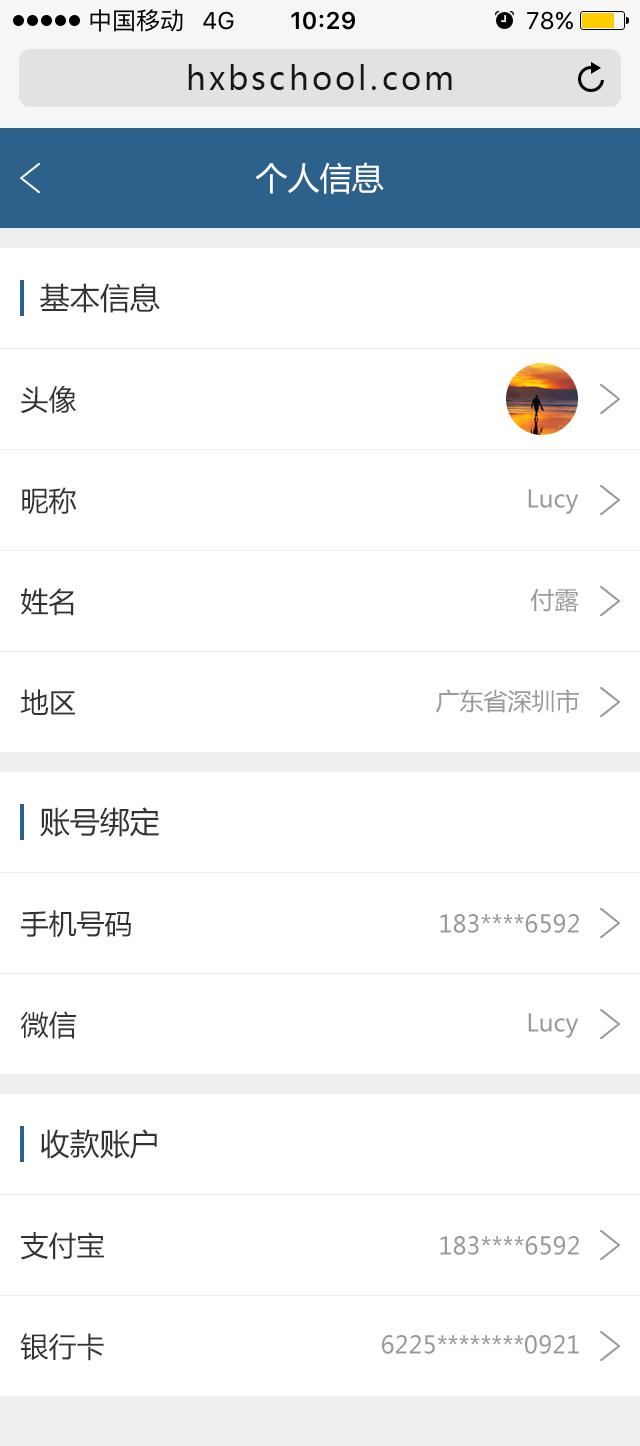 中国移动 4G 10:29 78%
hxbschool.com
个人信息
基本信息
头像
昵称 Lucy
姓名 付露
地区 广东省深圳市
账号绑定
手机号码 183****6592
微信 Lucy
收款账户
支付宝 183****6592
银行卡 6225********0921